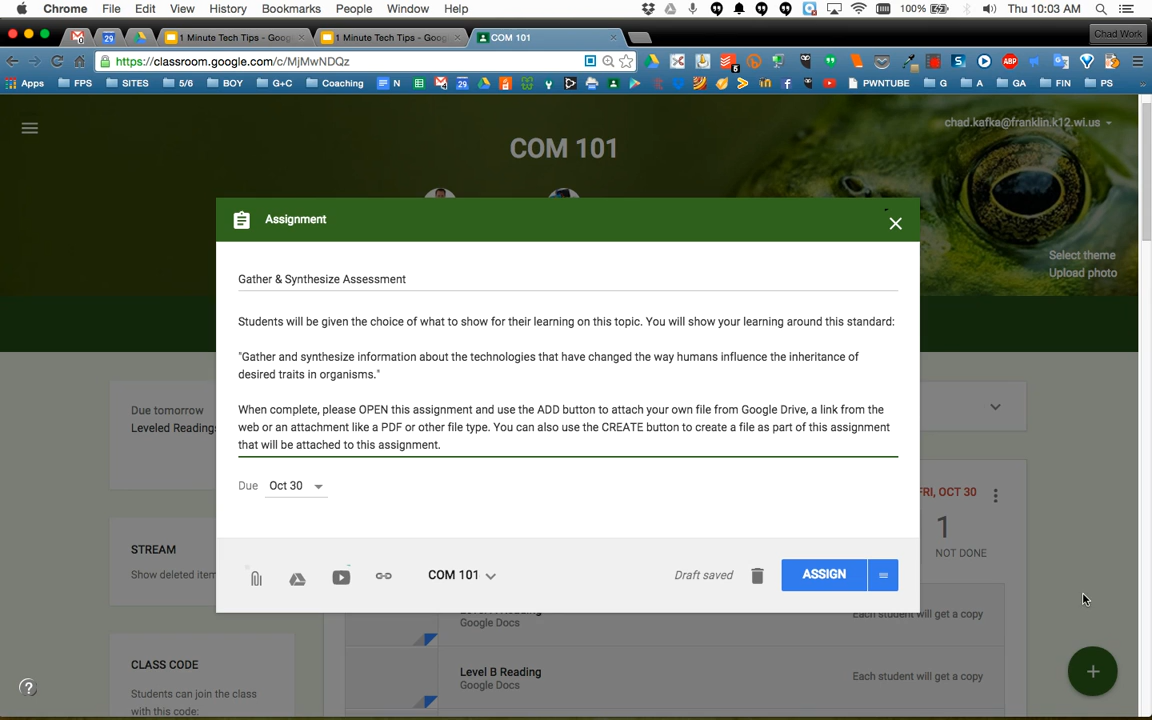 Chrome File Edit View History Bookmarks People Window Help 100% Thu 10:03 AM
1 Minute Tech Tips - Goog 1 Minute Tech Tips - Goog COM 101 Chad Work
https://classroom.google.com/c/MjMwNDQz
Apps FPS SITES 5/6 BOY G+C Coaching N PWNTUBE G A GA FIN PS
chad.kafka@franklin.k12.wi.us
COM 101
Assignment
Select theme
Upload photo
Gather & Synthesize Assessment
Students will be given the choice of what to show for their learning on this topic. You will show your learning around this standard:
"Gather and synthesize information about the technologies that have changed the way humans influence the inheritance of
desired traits in organisms."
When complete, please OPEN this assignment and use the ADD button to attach your own file from Google Drive, a link from the
web or an attachment like a PDF or other file type. You can also use the CREATE button to create a file as part of this assignment
that will be attached to this assignment.
Due Oct 30
Due tomorrow
Leveled Readings
FRI, OCT 30
1
NOT DONE
STREAM
Show deleted item
COM 101 Draft saved ASSIGN
Google Docs
Each student will get a copy
CLASS CODE
Students can join the class
with this code:
Level B Reading
Google Docs
Each student will get a copy